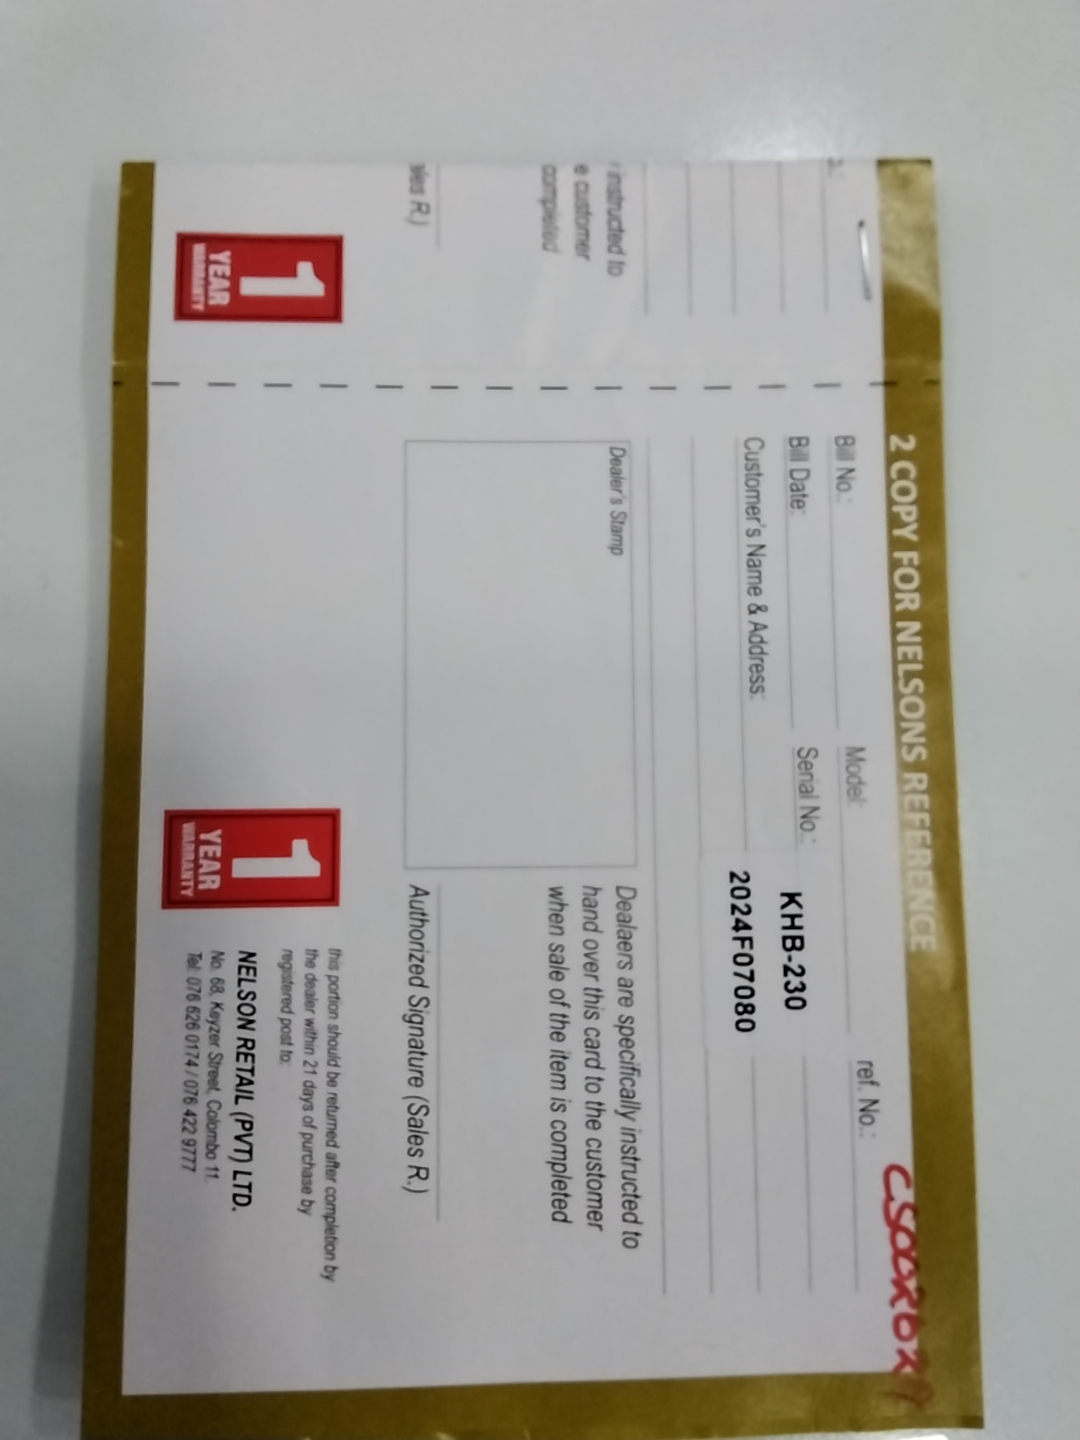 2 COPY FOR NELSONS REFERENCE
Bill No.:
Model:
ref. No.:
Bill Date:
Serial No.:
KHB-230
2024F07080
Customer's Name & Address:
Dealer's Stamp
Dealaers are specifically instructed to
hand over this card to the customer
when sale of the item is completed
Authorized Signature (Sales R.)
1
YEAR
WARRANTY
this portion should be returned after completion by
the dealer within 21 days of purchase by
registered post to:
NELSON RETAIL (PVT) LTD.
No. 68, Keyzer Street, Colombo 11.
Tel: 076 626 0174 / 076 422 9777
instructed to
e customer
completed
ales R.)
1
YEAR
WARRANTY